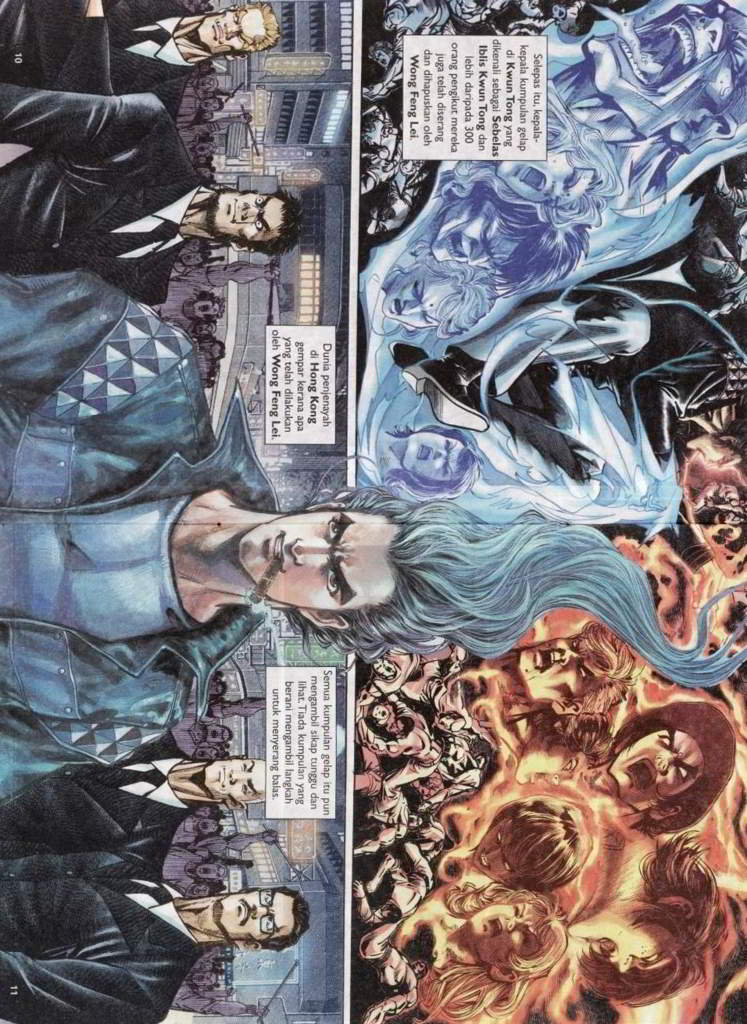 Selepas itu, kepala-
kepala kumpulan gelap
di Kwun Tong yang
dikenali sebagai Sebelas
Iblis Kwun Tong dan
lebih daripada 300
orang pengikut mereka
juga telah diserang
dan dihapuskan oleh
Wong Feng Lei.
Dunia penjenayah
di Hong Kong
gempar kerana apa
yang telah dilakukan
oleh Wong Feng Lei.
Semua kumpulan gelap itu pun
mengambil sikap tunggu dan
lihat. Tiada kumpulan yang
berani mengambil langkah
untuk menyerang balas.
10
11